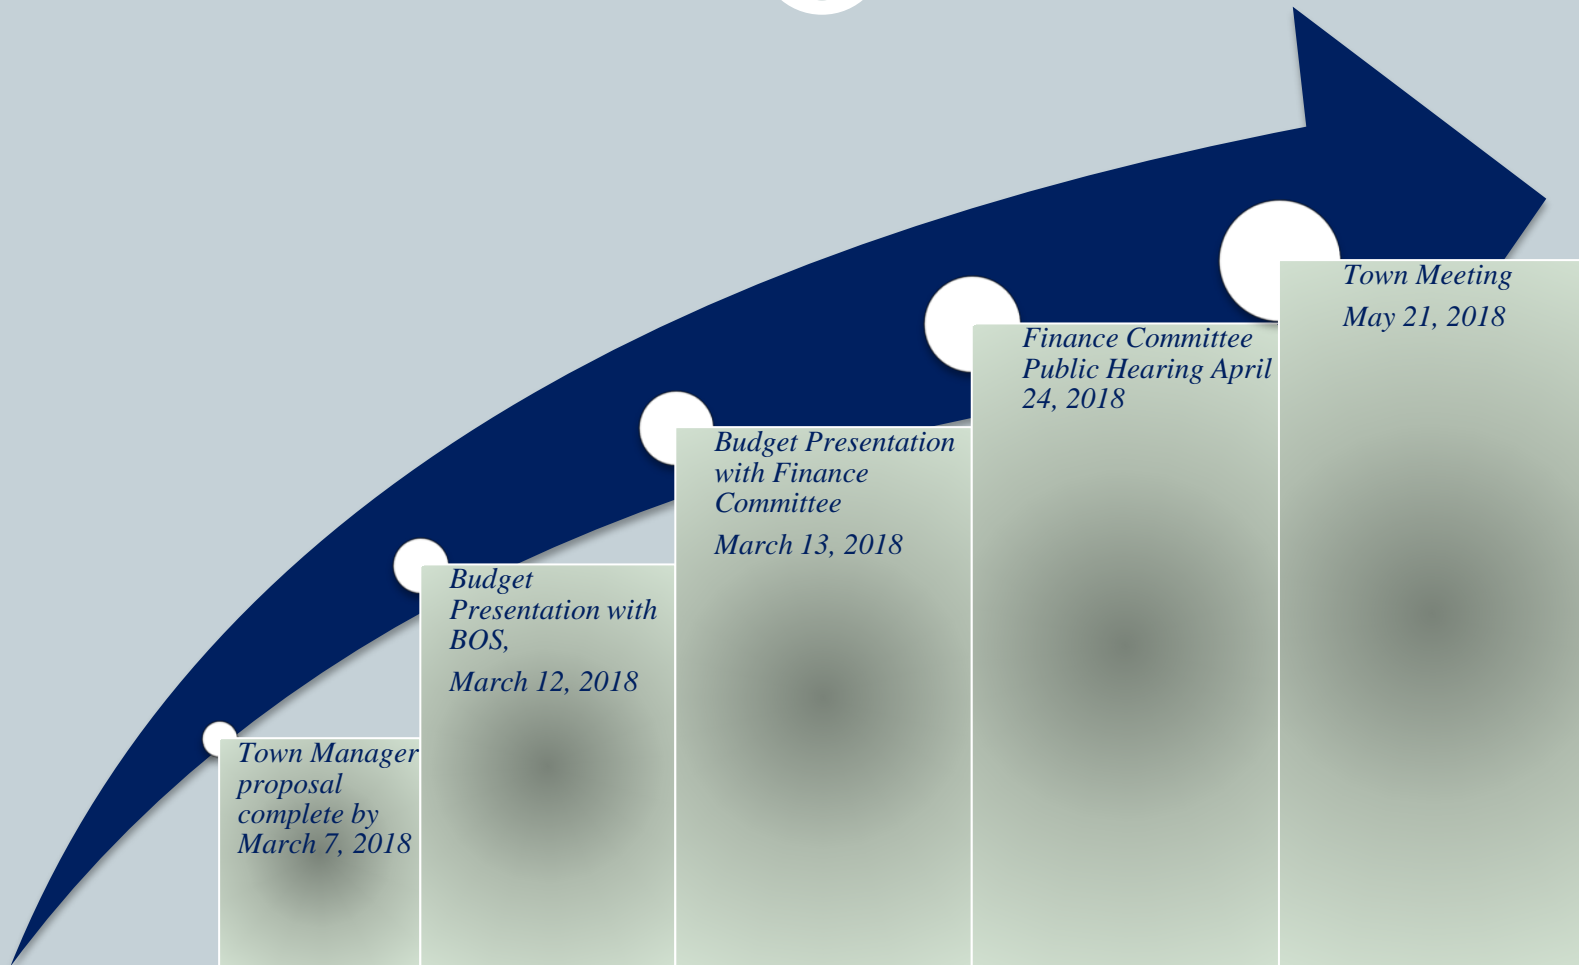 Town Manager
proposal
complete by
March 7, 2018
Budget
Presentation with
BOS,
March 12, 2018
Budget Presentation
with Finance
Committee
March 13, 2018
Finance Committee
Public Hearing April
24, 2018
Town Meeting
May 21, 2018